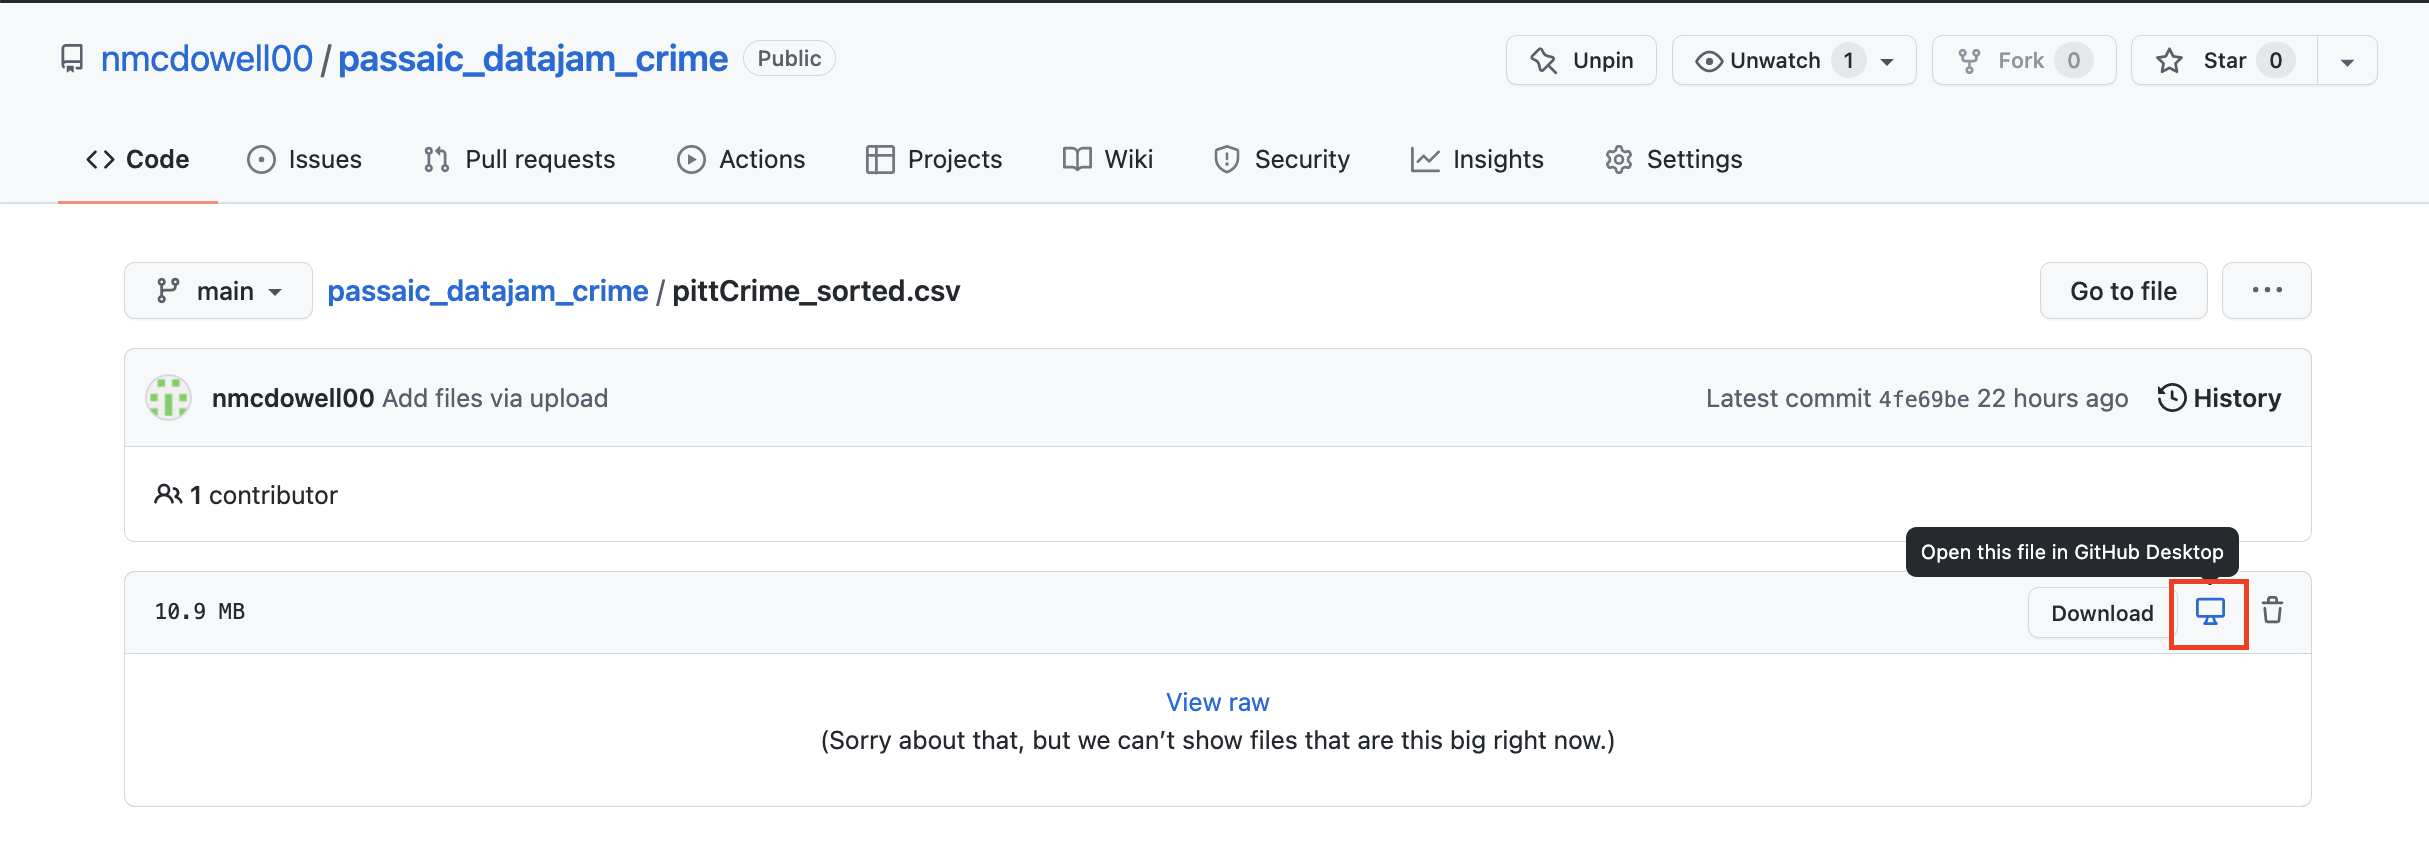 nmcdowell00 / passaic_datajam_crime Public Unpin Unwatch 1 Fork 0 Star 0
Code Issues Pull requests Actions Projects Wiki Security Insights Settings
main passaic_datajam_crime / pittCrime_sorted.csv Go to file ...
nmcdowell00 Add files via upload Latest commit 4fe69be 22 hours ago History
1 contributor
Open this file in GitHub Desktop
10.9 MB Download
View raw
(Sorry about that, but we can’t show files that are this big right now.)